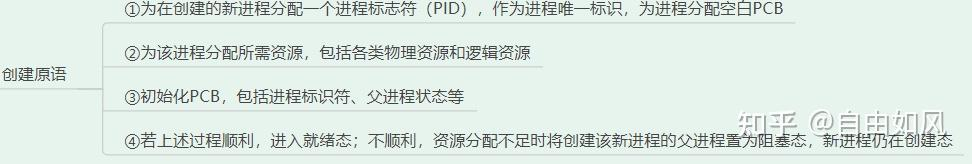 ①为在创建的新进程分配一个进程标志符（PID），作为进程唯一标识，为进程分配空白PCB
②为该进程分配所需资源，包括各类物理资源和逻辑资源
创建原语
③初始化PCB，包括进程标识符、父进程状态等
④若上述过程顺利，进入就绪态；不顺利，资源分配不足时将创建该新进程的父进程置为阻塞态，新进程仍在创建态
知乎 @自由如风